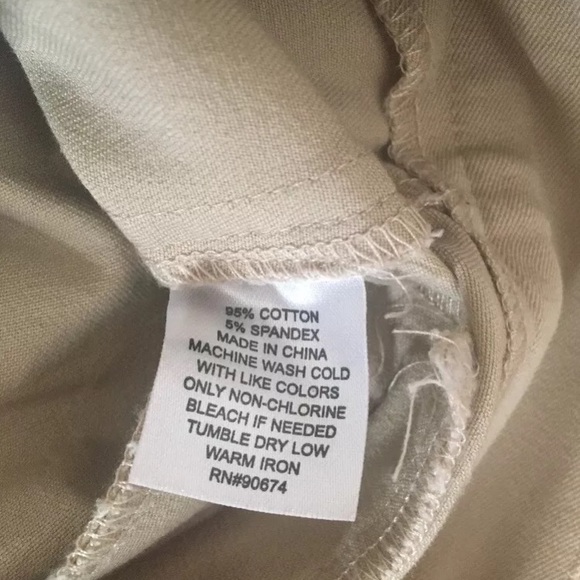 95% COTTON
5% SPANDEX
MADE IN CHINA
MACHINE WASH COLD
WITH LIKE COLORS
ONLY NON-CHLORINE
BLEACH IF NEEDED
TUMBLE DRY LOW
WARM IRON
RN#90674